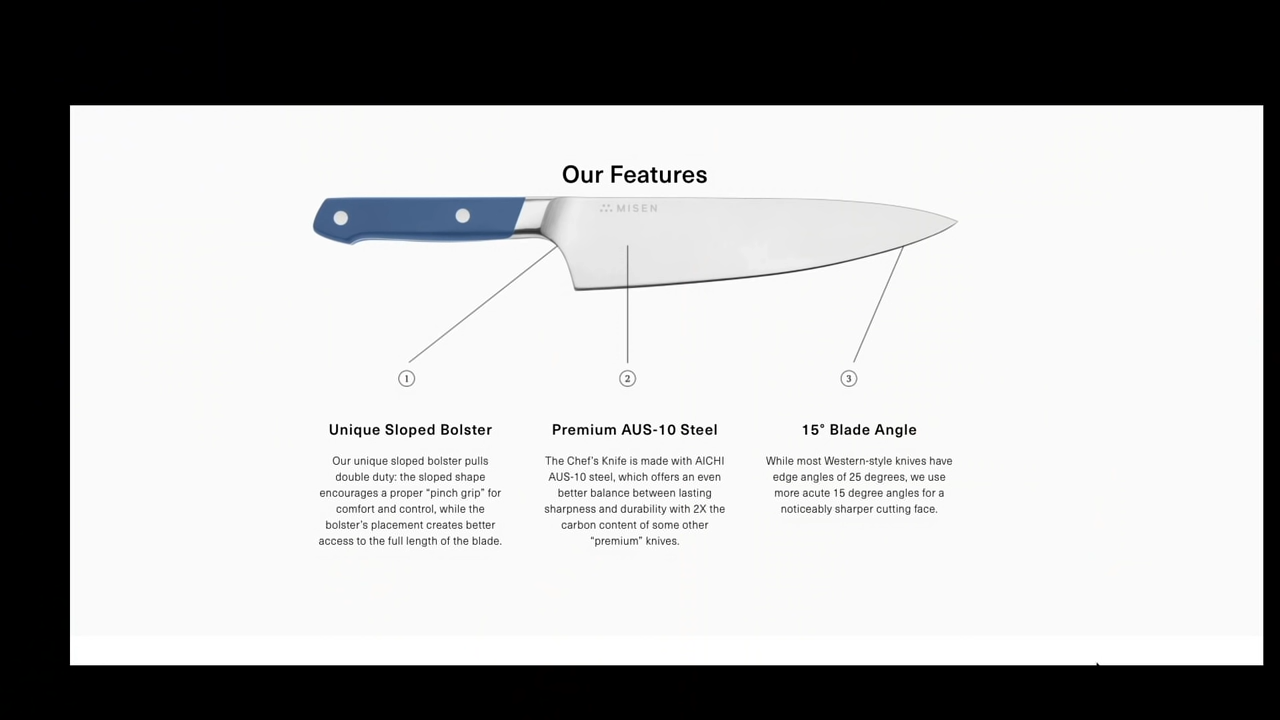 Our Features
MISEN
1
2
3
Unique Sloped Bolster
Our unique sloped bolster pulls
double duty: the sloped shape
encourages a proper “pinch grip” for
comfort and control, while the
bolster’s placement creates better
access to the full length of the blade.
Premium AUS-10 Steel
The Chef’s Knife is made with AICHI
AUS-10 steel, which offers an even
better balance between lasting
sharpness and durability with 2X the
carbon content of some other
“premium” knives.
15° Blade Angle
While most Western-style knives have
edge angles of 25 degrees, we use
more acute 15 degree angles for a
noticeably sharper cutting face.